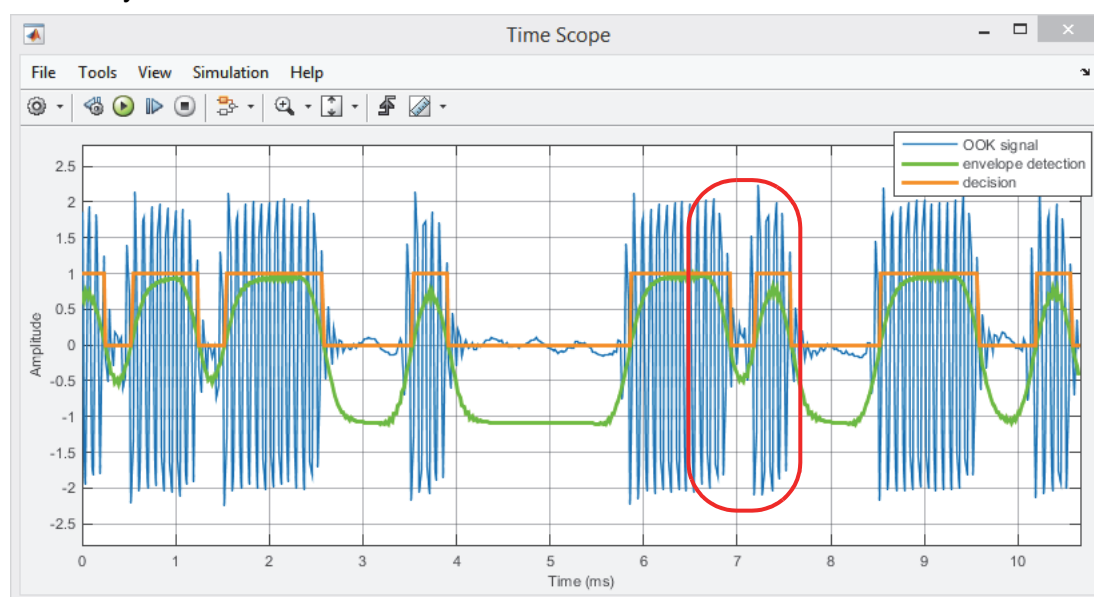 Time Scope
File Tools View Simulation Help
OOK signal
envelope detection
decision
2.5
2
1.5
1
0.5
0
-0.5
-1
-1.5
-2
-2.5
Amplitude
0 1 2 3 4 5 6 7 8 9 10
Time (ms)